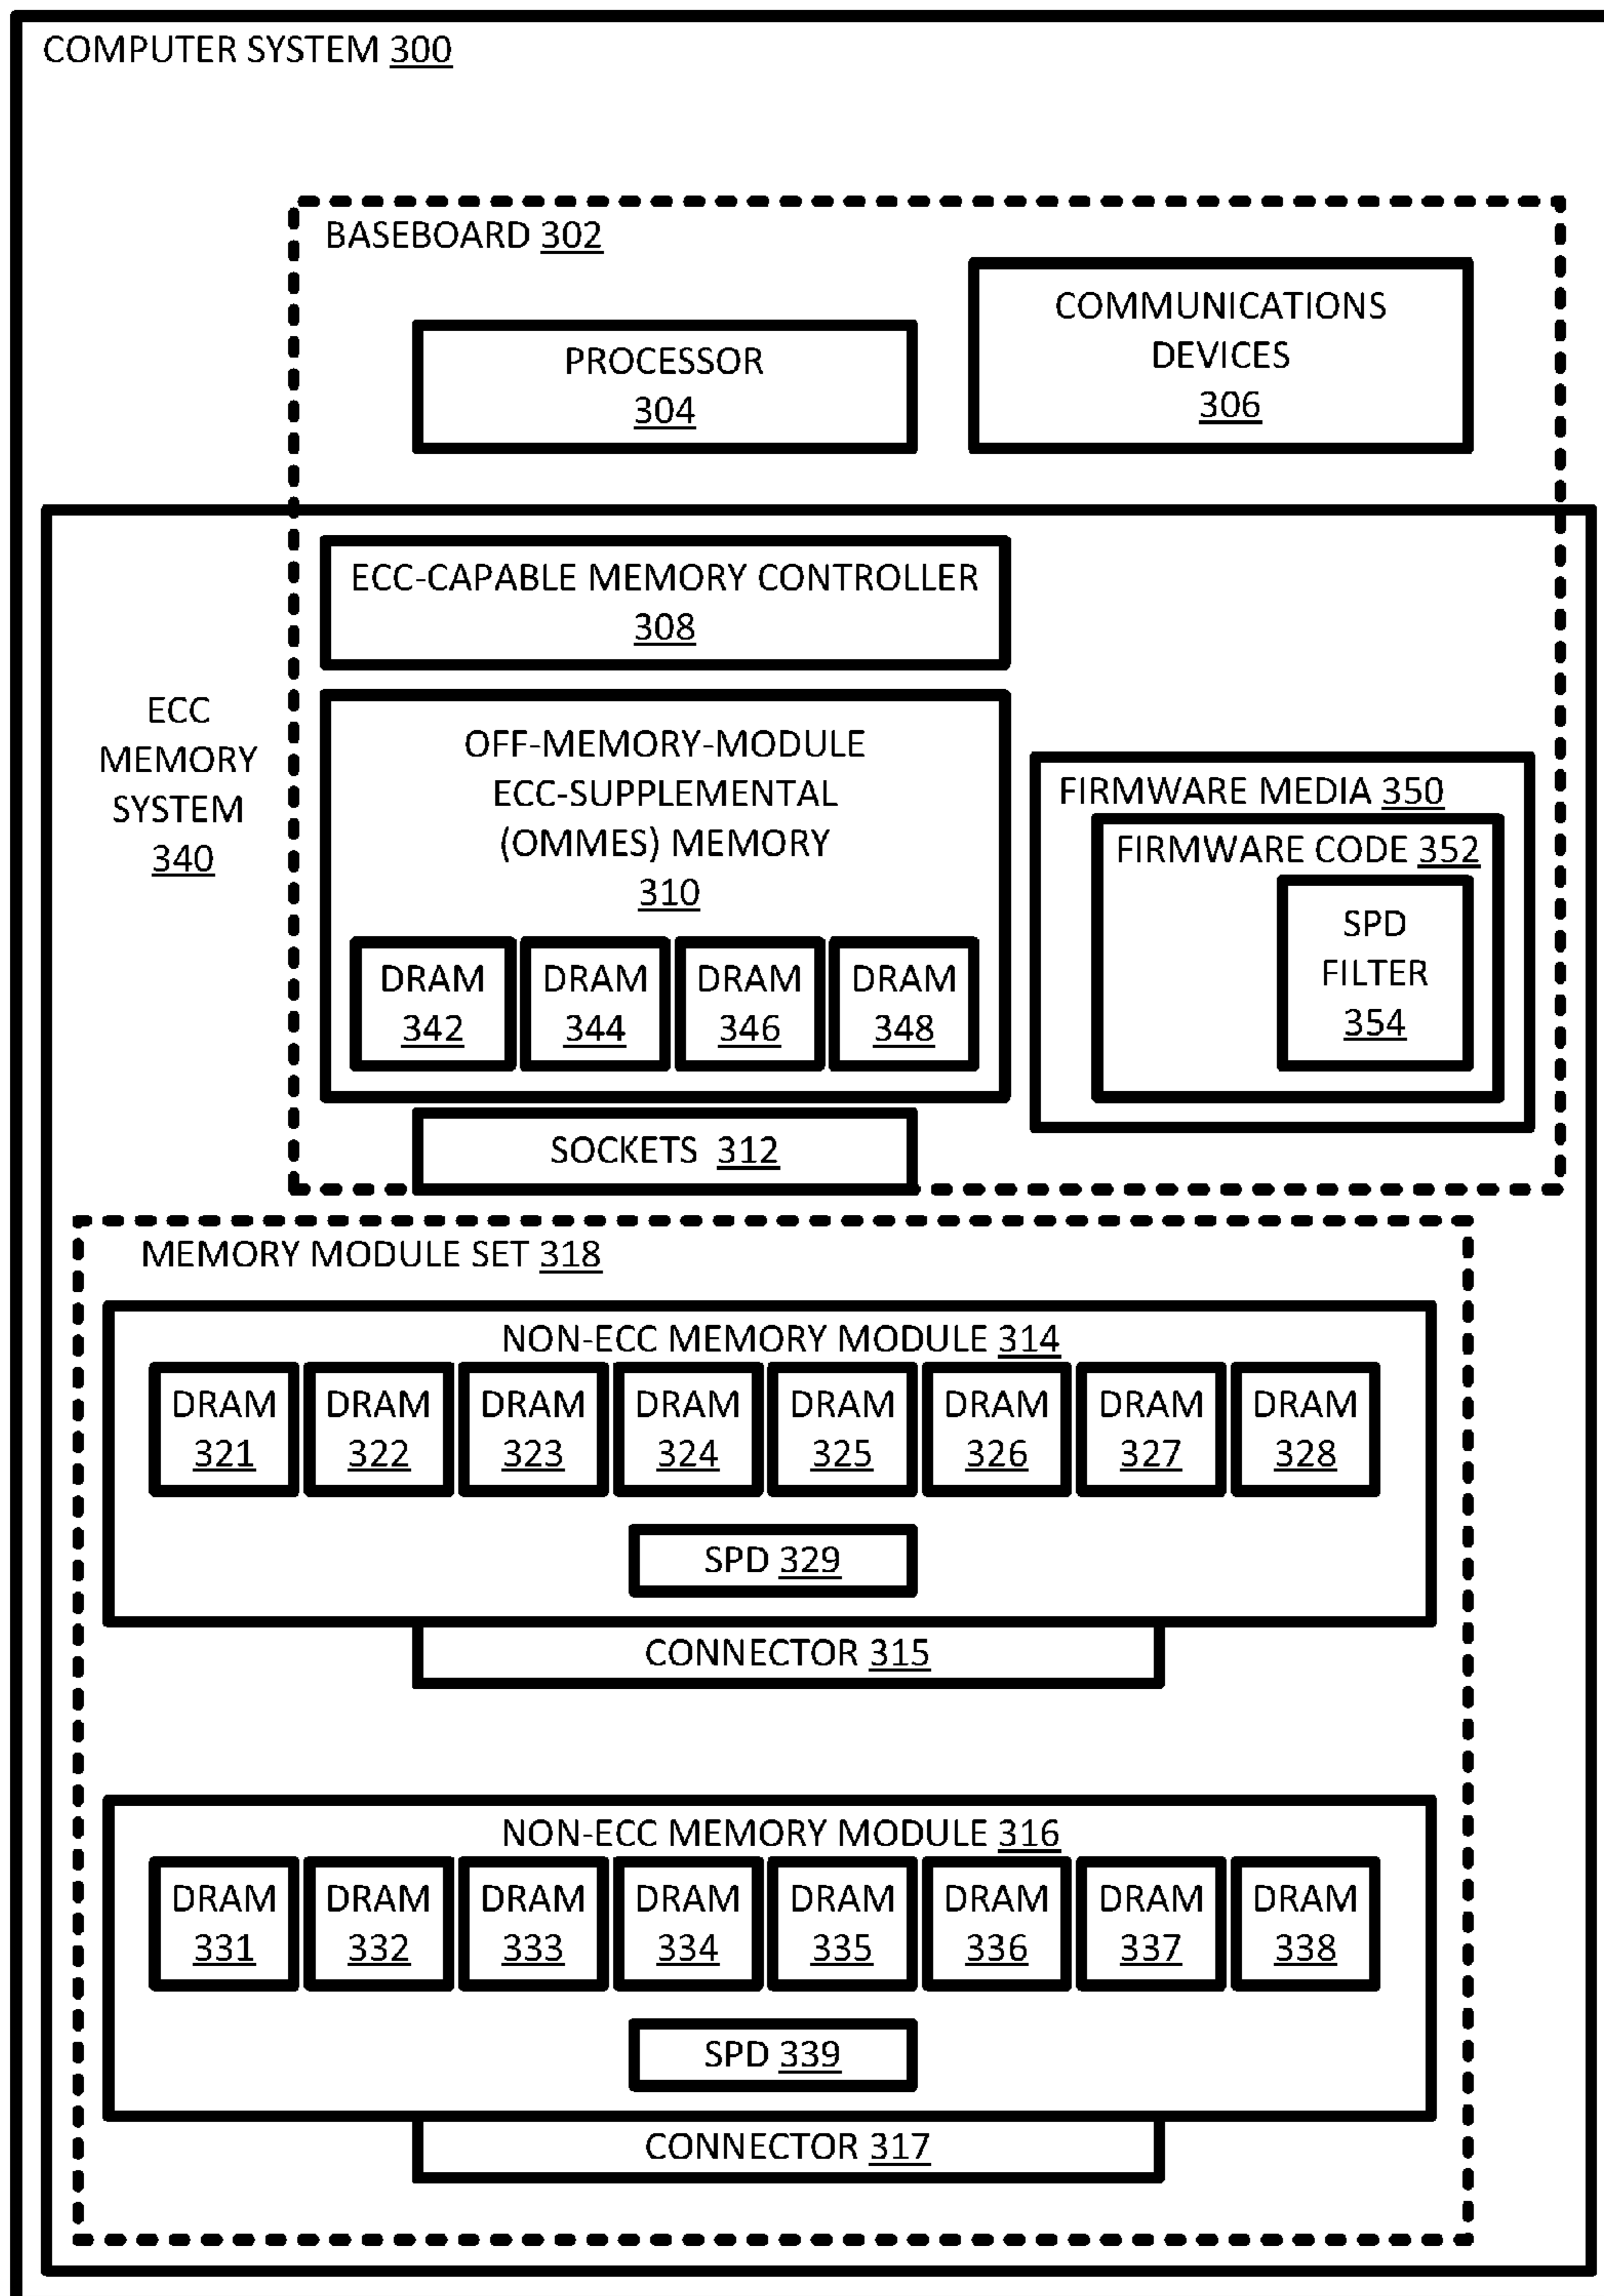 COMPUTER SYSTEM 300
BASEBOARD 302
PROCESSOR
304
COMMUNICATIONS
DEVICES
306
ECC
MEMORY
SYSTEM
340
ECC-CAPABLE MEMORY CONTROLLER
308
OFF-MEMORY-MODULE
ECC-SUPPLEMENTAL
(OMMES) MEMORY
310
DRAM
342
DRAM
344
DRAM
346
DRAM
348
FIRMWARE MEDIA 350
FIRMWARE CODE 352
SPD
FILTER
354
SOCKETS 312
MEMORY MODULE SET 318
NON-ECC MEMORY MODULE 314
DRAM
321
DRAM
322
DRAM
323
DRAM
324
DRAM
325
DRAM
326
DRAM
327
DRAM
328
SPD 329
CONNECTOR 315
NON-ECC MEMORY MODULE 316
DRAM
331
DRAM
332
DRAM
333
DRAM
334
DRAM
335
DRAM
336
DRAM
337
DRAM
338
SPD 339
CONNECTOR 317